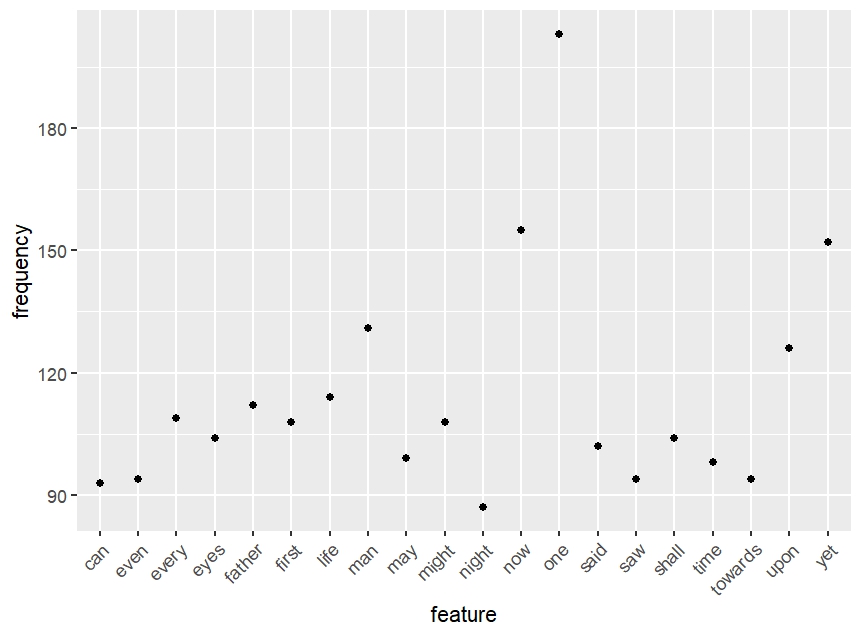 180
150
120
90
frequency
can even every eyes father first life man may might night now one said saw shall time towards upon yet
feature